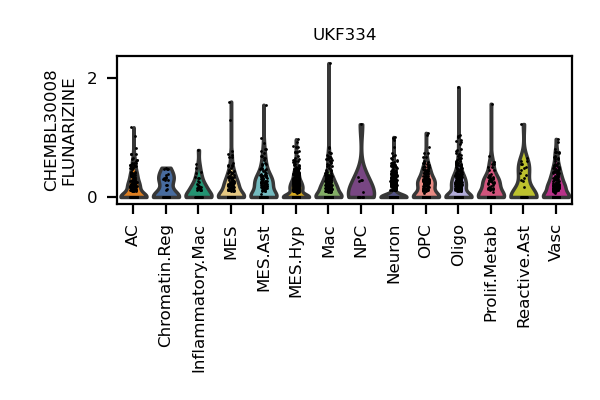 UKF334
CHEMBL30008
FLUNARIZINE
2
0
AC
Chromatin.Reg
Inflammatory.Mac
MES
MES.Ast
MES.Hyp
Mac
NPC
Neuron
OPC
Oligo
Prolif.Metab
Reactive.Ast
Vasc